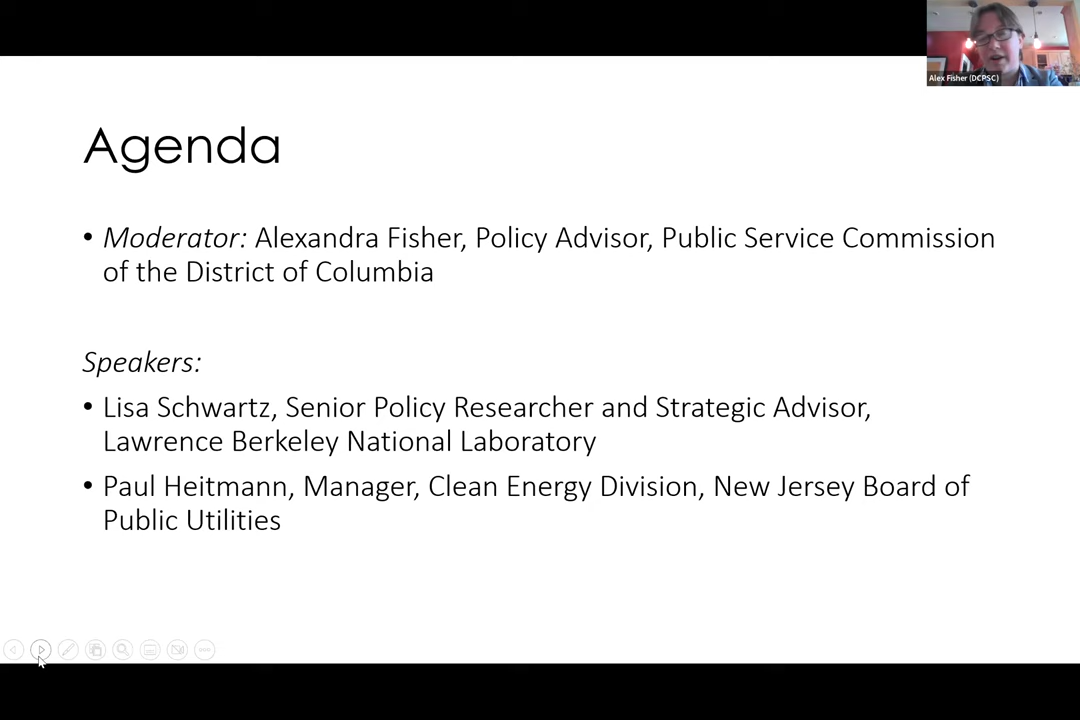 Alex Fisher (DCPSC)
Agenda
• Moderator: Alexandra Fisher, Policy Advisor, Public Service Commission
of the District of Columbia
Speakers:
• Lisa Schwartz, Senior Policy Researcher and Strategic Advisor,
Lawrence Berkeley National Laboratory
• Paul Heitmann, Manager, Clean Energy Division, New Jersey Board of
Public Utilities